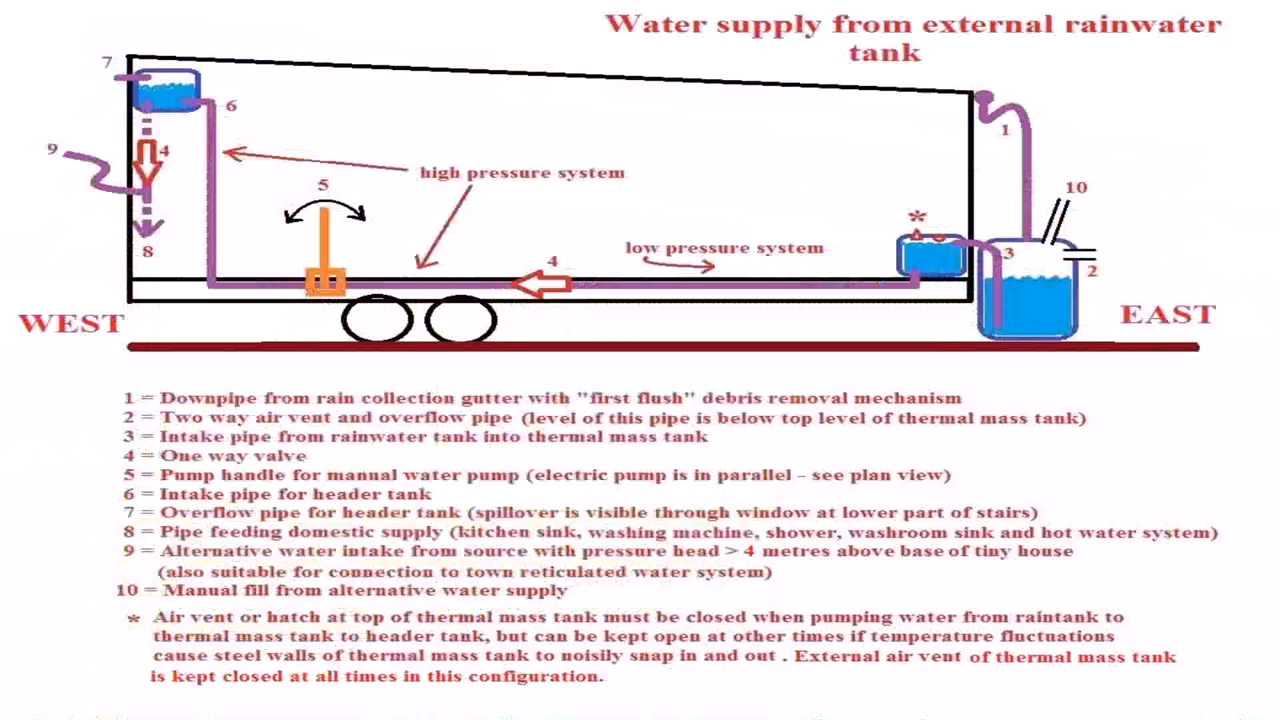 Water supply from external rainwater
tank
7
6
9
4
5
high pressure system
8
4
low pressure system
*
1
10
3
2
WEST
EAST
1 = Downpipe from rain collection gutter with "first flush" debris removal mechanism
2 = Two way air vent and overflow pipe (level of this pipe is below top level of thermal mass tank)
3 = Intake pipe from rainwater tank into thermal mass tank
4 = One way valve
5 = Pump handle for manual water pump (electric pump is in parallel - see plan view)
6 = Intake pipe for header tank
7 = Overflow pipe for header tank (spillover is visible through window at lower part of stairs)
8 = Pipe feeding domestic supply (kitchen sink, washing machine, shower, washroom sink and hot water system)
9 = Alternative water intake from source with pressure head > 4 metres above base of tiny house
(also suitable for connection to town reticulated water system)
10 = Manual fill from alternative water supply
* Air vent or hatch at top of thermal mass tank must be closed when pumping water from raintank to
thermal mass tank to header tank, but can be kept open at other times if temperature fluctuations
cause steel walls of thermal mass tank to noisily snap in and out . External air vent of thermal mass tank
is kept closed at all times in this configuration.